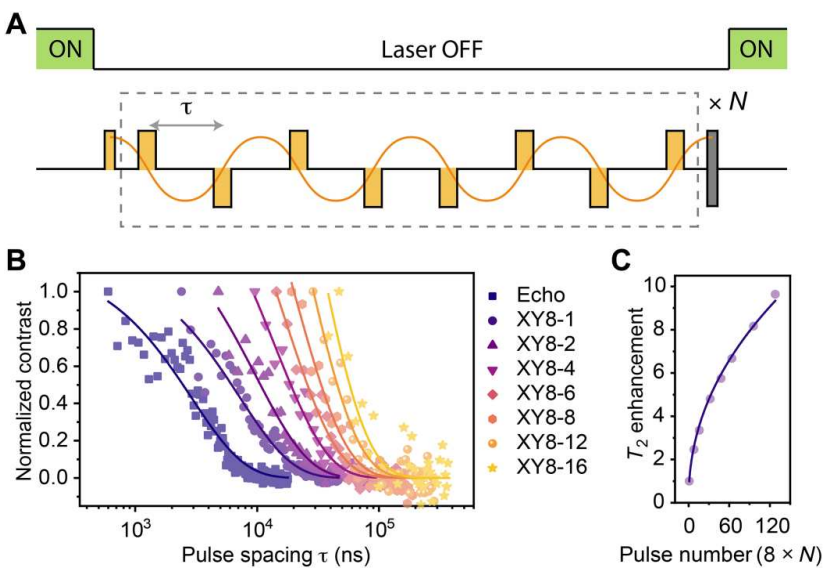 A
ON
Laser OFF
ON
τ
× N
B
Normalized contrast
1.0
0.8
0.6
0.4
0.2
0.0
10³
10⁴
10⁵
Pulse spacing τ (ns)
Echo
XY8-1
XY8-2
XY8-4
XY8-6
XY8-8
XY8-12
XY8-16
C
T₂ enhancement
10
8
6
4
2
0
0
60
120
Pulse number (8 × N)